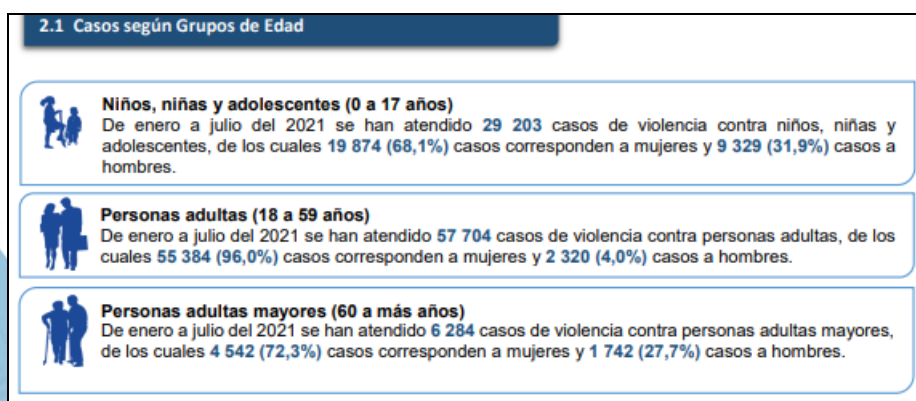 2.1 Casos según Grupos de Edad
Niños, niñas y adolescentes (0 a 17 años)
De enero a julio del 2021 se han atendido 29 203 casos de violencia contra niños, niñas y
adolescentes, de los cuales 19 874 (68,1%) casos corresponden a mujeres y 9 329 (31,9%) casos a
hombres.
Personas adultas (18 a 59 años)
De enero a julio del 2021 se han atendido 57 704 casos de violencia contra personas adultas, de los
cuales 55 384 (96,0%) casos corresponden a mujeres y 2 320 (4,0%) casos a hombres.
Personas adultas mayores (60 a más años)
De enero a julio del 2021 se han atendido 6 284 casos de violencia contra personas adultas mayores,
de los cuales 4 542 (72,3%) casos corresponden a mujeres y 1 742 (27,7%) casos a hombres.